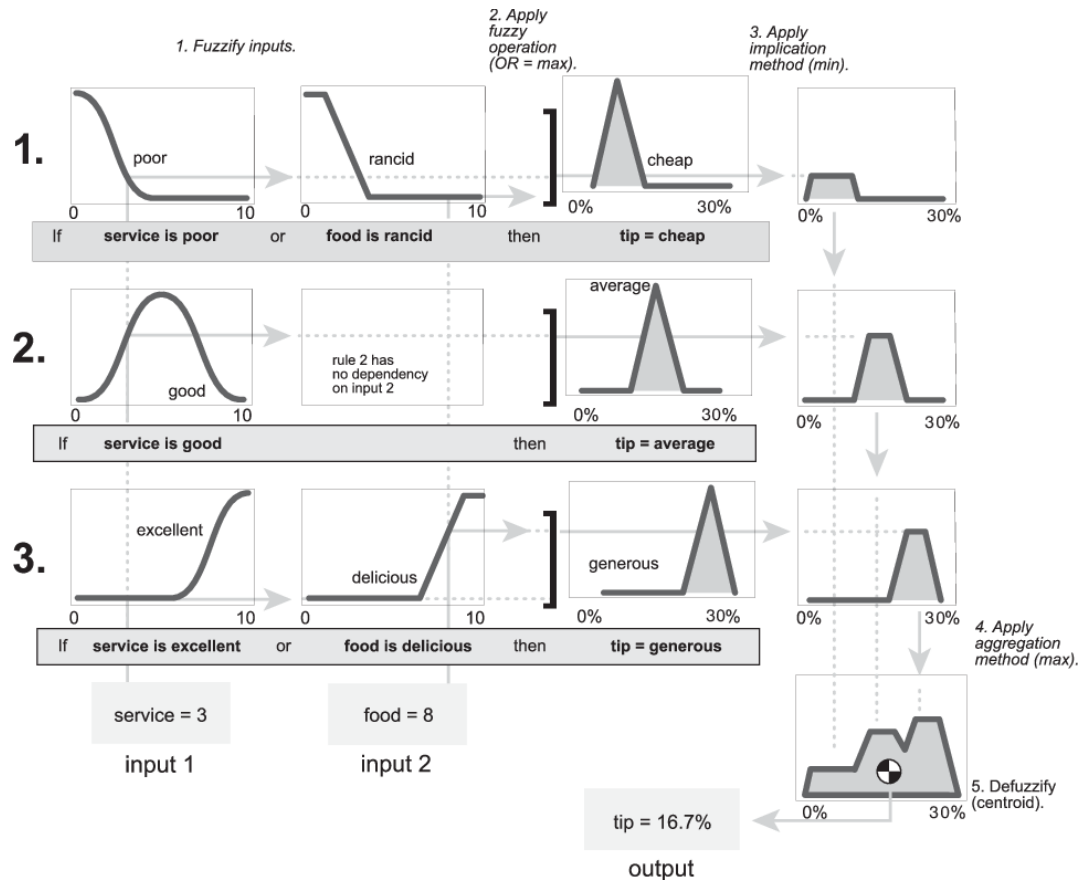 1. Fuzzify inputs.
2. Apply
fuzzy
operation
(OR = max).
3. Apply
implication
method (min).
1.
poor
0 10
rancid
0 10
cheap
0% 30%
0% 30%
If service is poor or food is rancid then tip = cheap
2.
good
0 10
rule 2 has
no dependency
on input 2
average
0% 30%
0% 30%
If service is good then tip = average
3.
excellent
0 10
delicious
0 10
generous
0% 30%
0% 30%
If service is excellent or food is delicious then tip = generous
4. Apply
aggregation
method (max).
service = 3
input 1
food = 8
input 2
0% 30%
5. Defuzzify
(centroid).
tip = 16.7%
output